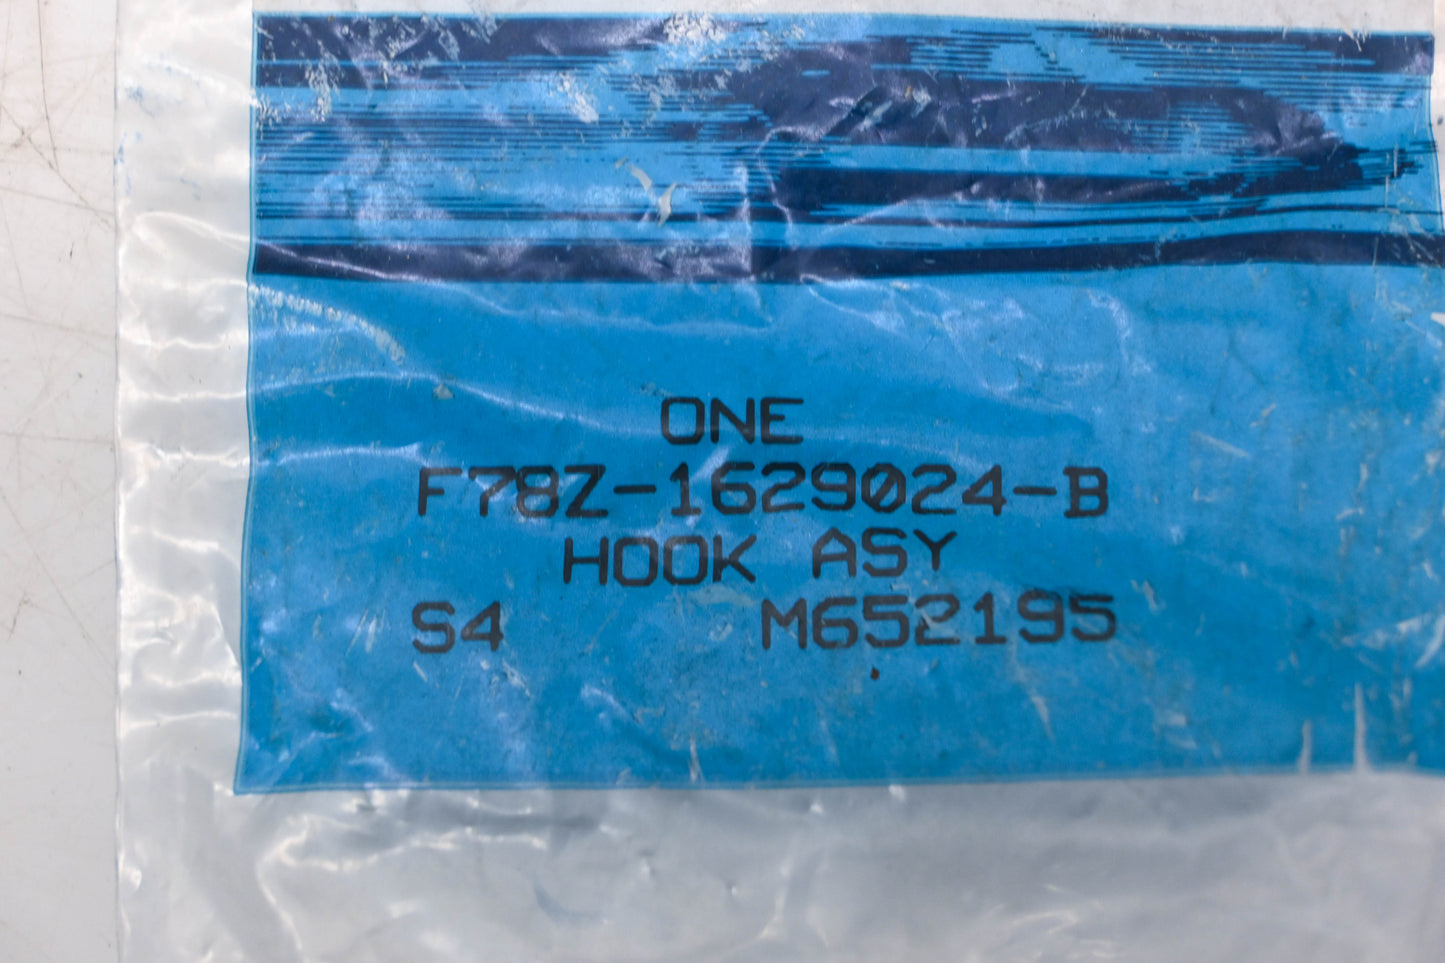 ONE
F78Z-1629024-B
HOOK ASY
S4 M652195